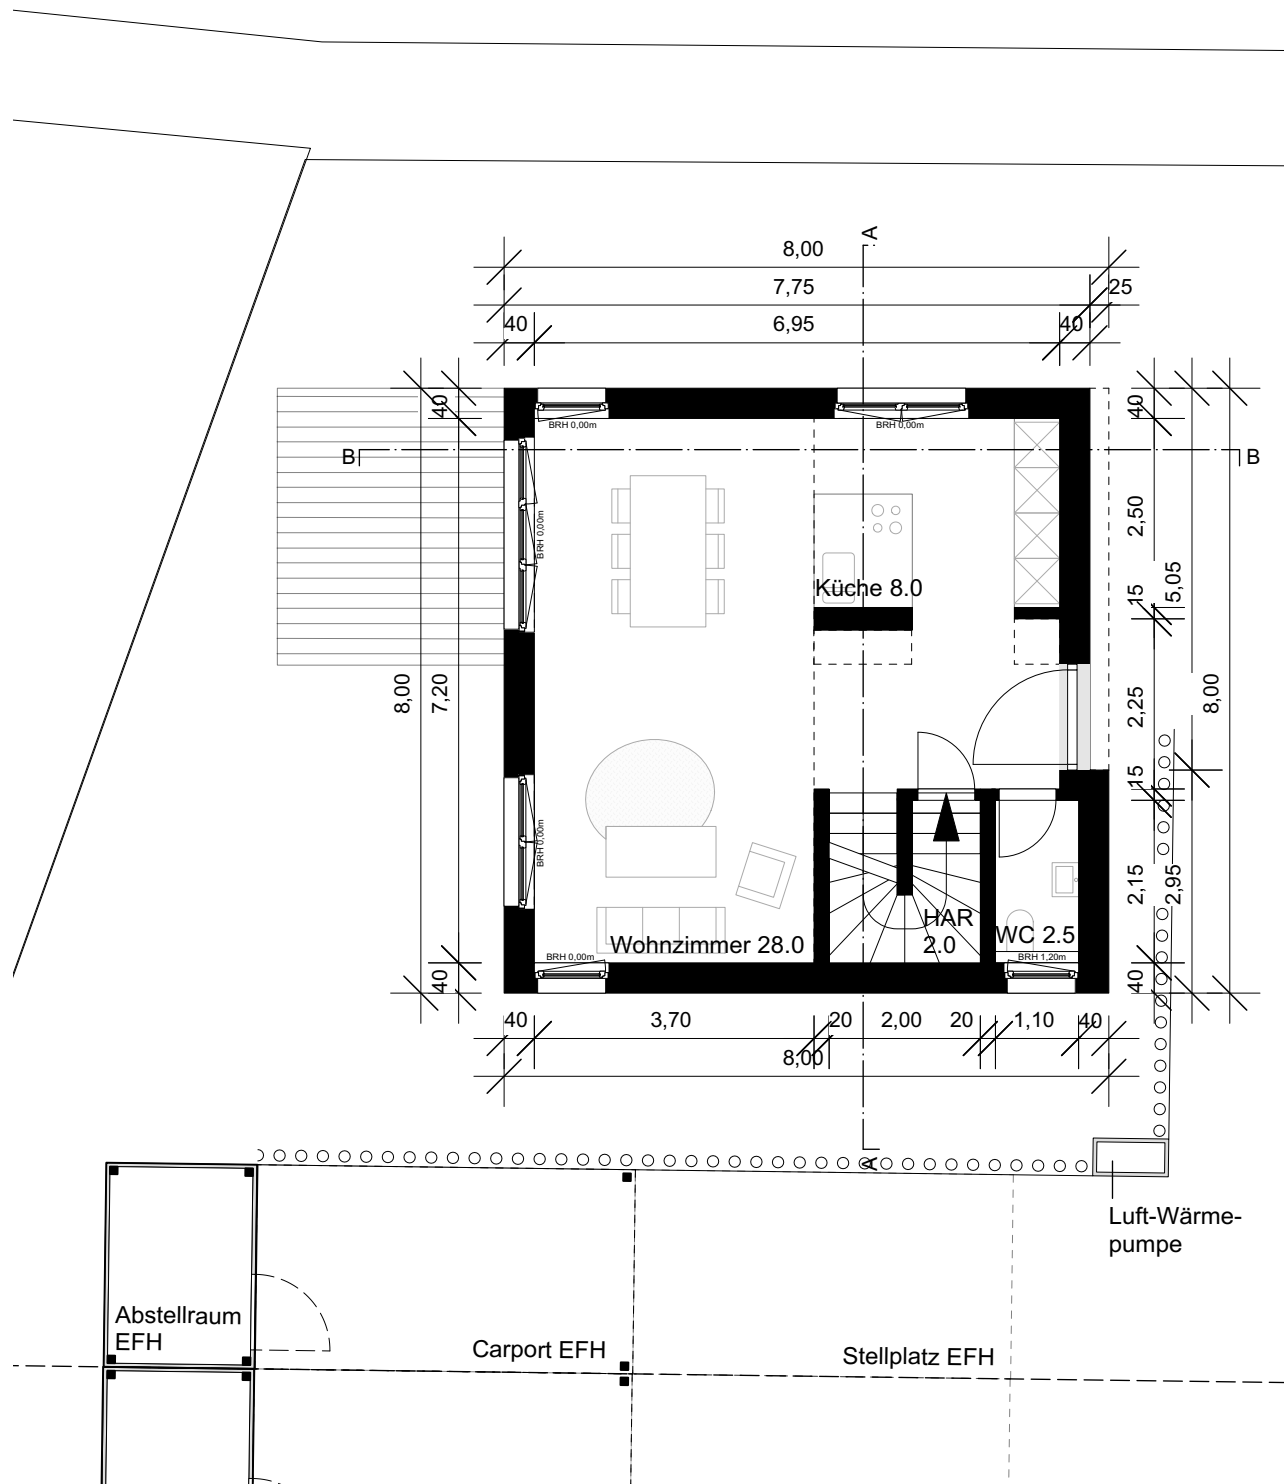 A
8,00
7,75
25
40
6,95
40
40
40
BRH 0,00m
BRH 0,00m
B
B
2,50
BRH 0,00m
Küche 8.0
15
5,05
8,00
7,20
2,25
8,00
15
BRH 0,00m
2,15
2,95
HAR
2.0
WC 2.5
Wohnzimmer 28.0
BRH 0,00m
BRH 1,20m
40
40
40
3,70
20
2,00
20
1,10
40
8,00
A
Luft-Wärme-
pumpe
Abstellraum
EFH
Carport EFH
Stellplatz EFH